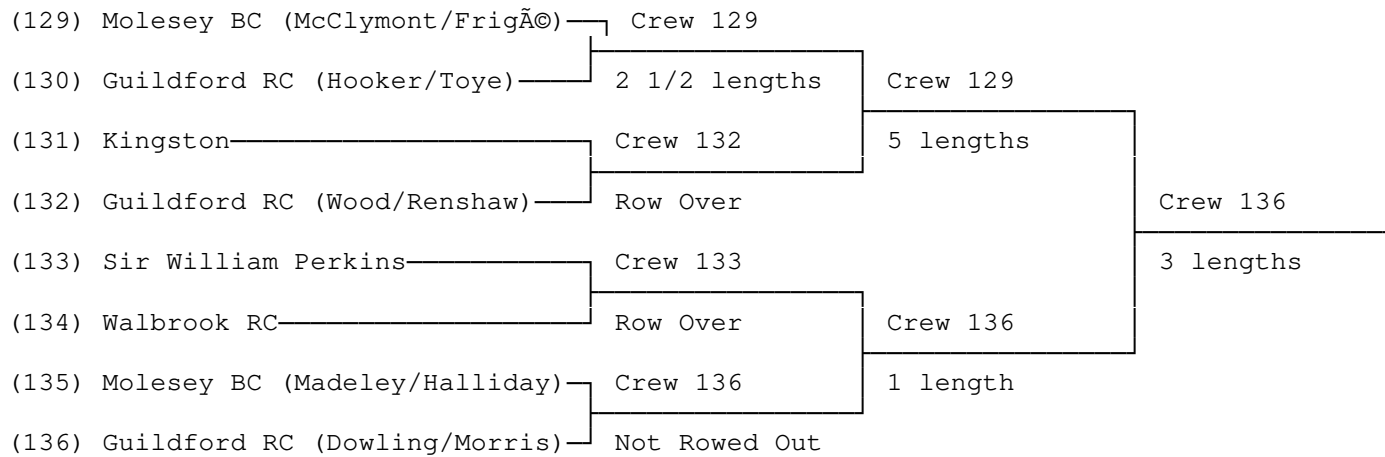 (129) Molesey BC (McClymont/FrigÃ©) Crew 129
(130) Guildford RC (Hooker/Toye) 2 1/2 lengths Crew 129
(131) Kingston Crew 132 5 lengths
(132) Guildford RC (Wood/Renshaw) Row Over Crew 136
(133) Sir William Perkins Crew 133 3 lengths
(134) Walbrook RC Row Over Crew 136
(135) Molesey BC (Madeley/Halliday) Crew 136 1 length
(136) Guildford RC (Dowling/Morris) Not Rowed Out